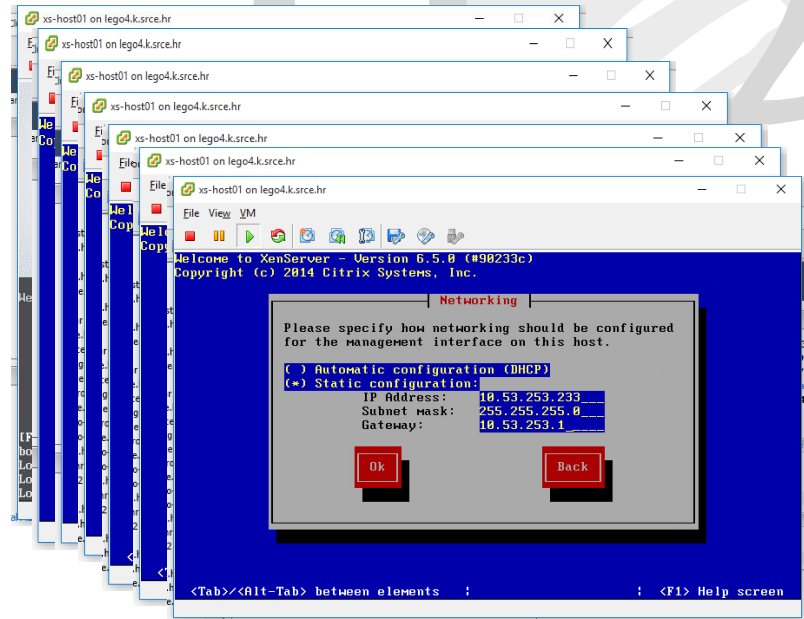 xs-host01 on lego4.k.srce.hr
xs-host01 on lego4.k.srce.hr
xs-host01 on lego4.k.srce.hr
xs-host01 on lego4.k.srce.hr
xs-host01 on lego4.k.srce.hr
xs-host01 on lego4.k.srce.hr
File
xs-host01 on lego4.k.srce.hr
File View VM
Welcome to XenServer - Version 6.5.0 (#90233c)
Copyright (c) 2014 Citrix Systems, Inc.
Networking
Please specify how networking should be configured
for the management interface on this host.
( ) Automatic configuration (DHCP)
(*) Static configuration:
IP Address: 10.53.253.233___
Subnet mask: 255.255.255.0___
Gateway: 10.53.253.1_____
Ok Back
<Tab>/<Alt-Tab> between elements ¦ ¦ <F1> Help screen